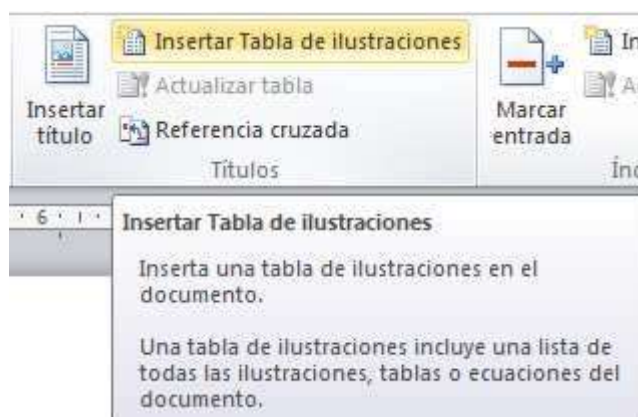 Insertar Tabla de ilustraciones
Actualizar tabla
Insertar título
Referencia cruzada
Títulos
Marcar entrada
6
Insertar Tabla de ilustraciones
Inserta una tabla de ilustraciones en el
documento.
Una tabla de ilustraciones incluye una lista de
todas las ilustraciones, tablas o ecuaciones del
documento.